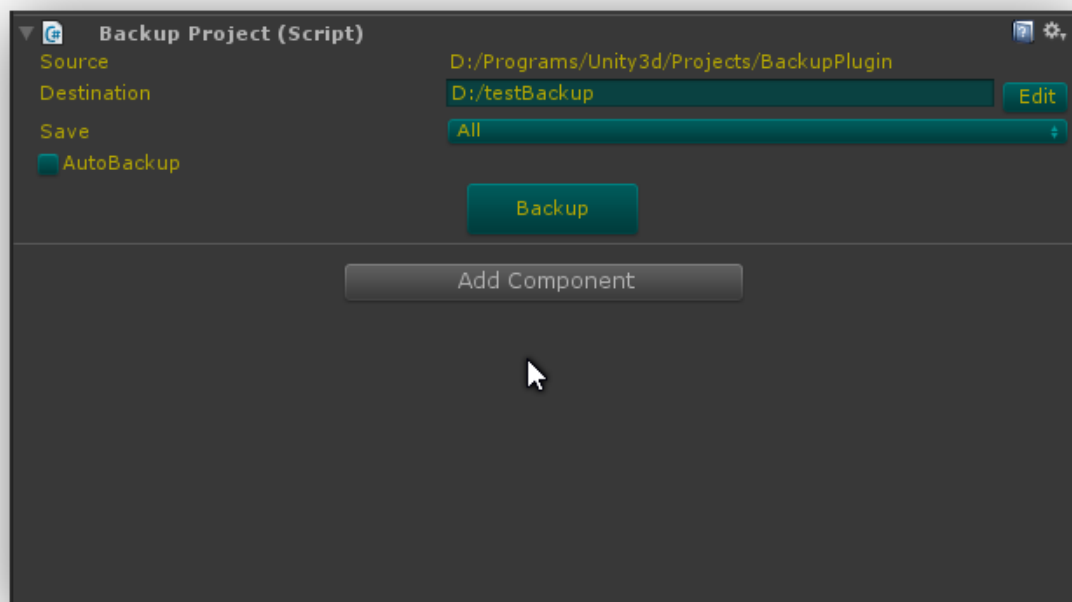 Backup Project (Script)
Source D:/Programs/Unity3d/Projects/BackupPlugin
Destination D:/testBackup Edit
Save All
AutoBackup
Backup
Add Component